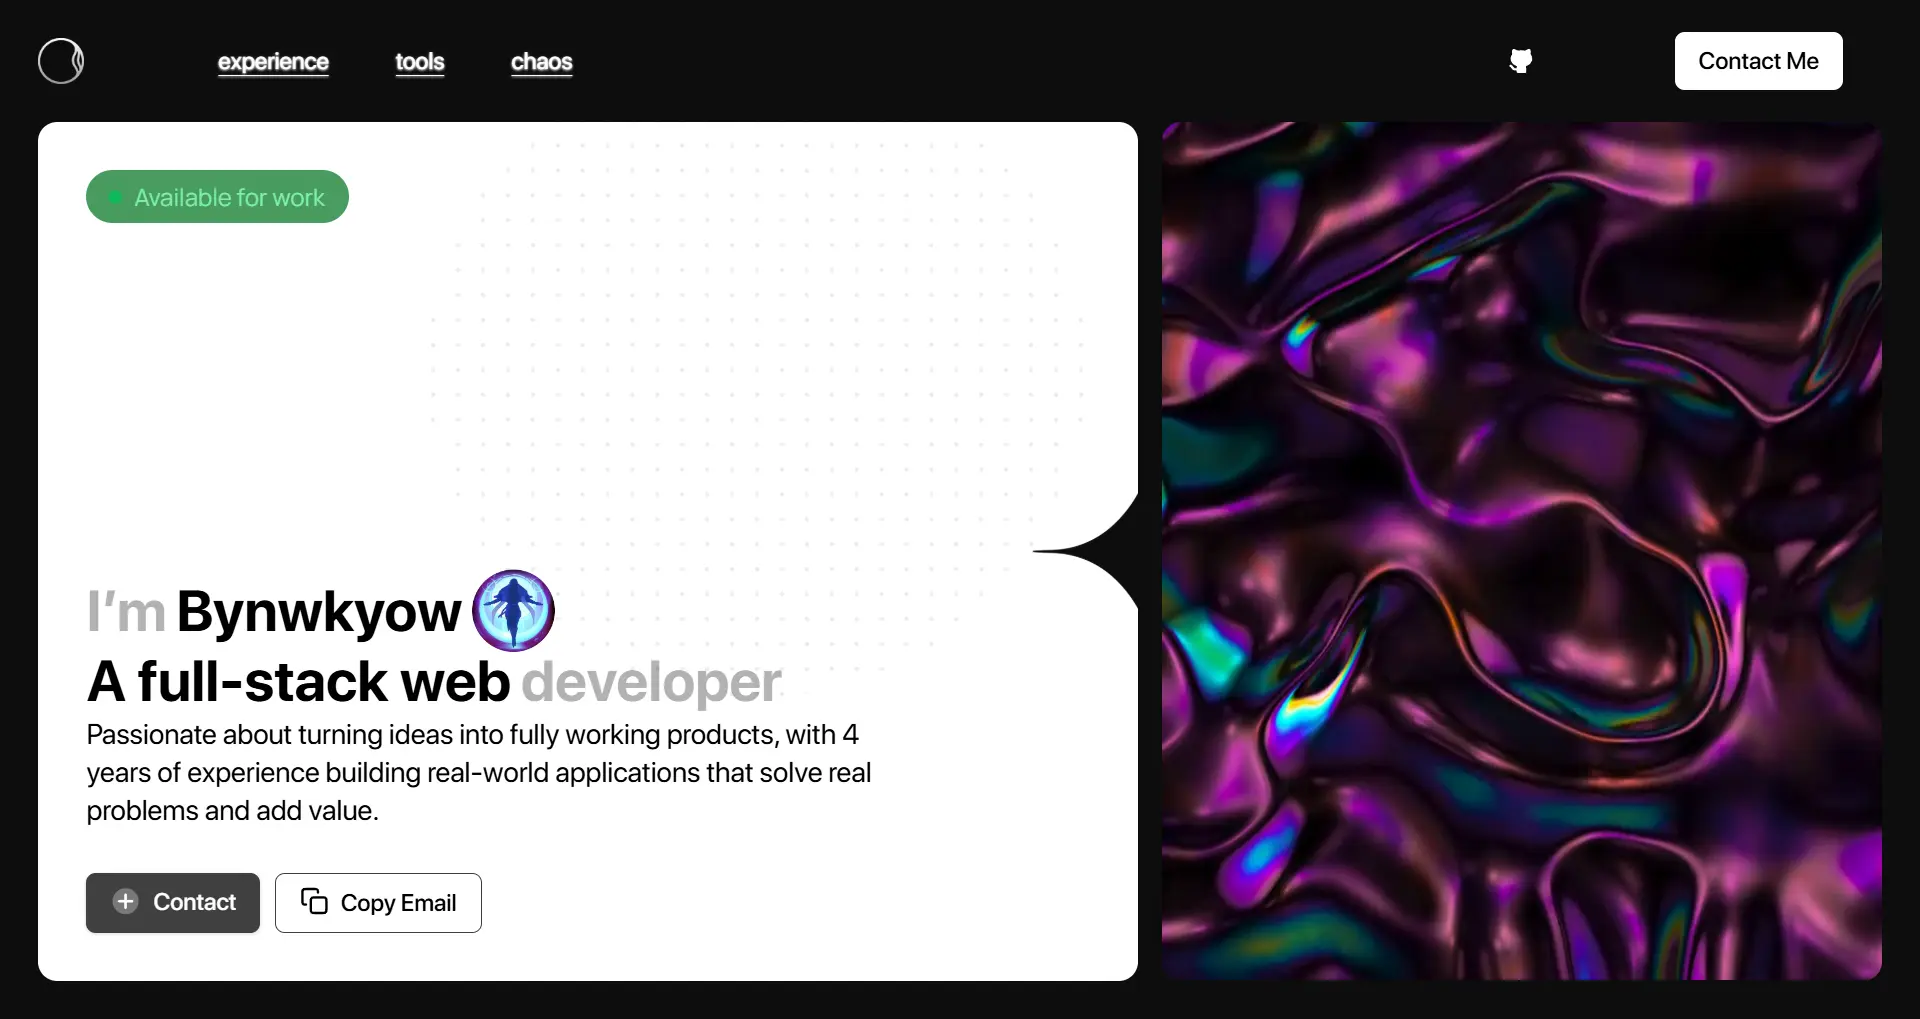 experience
tools
chaos
Contact Me
Available for work
I'm Bynwkyow
A full-stack web developer
Passionate about turning ideas into fully working products, with 4
years of experience building real-world applications that solve real
problems and add value.
Contact
Copy Email